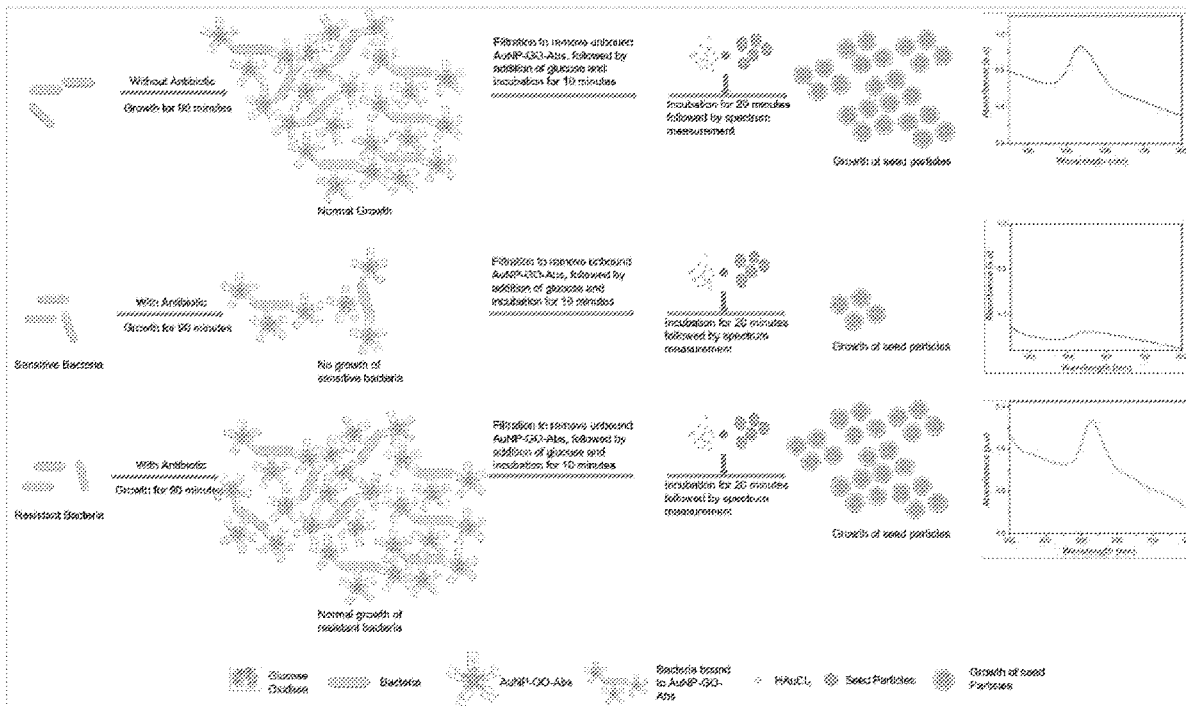 Without Antibiotic
Growth for 90 minutes
Normal Growth
Filtration to remove unbound
AuNP-GO-Abs, followed by
addition of glucose and
incubation for 10 minutes
Incubation for 20 minutes
followed by spectrum
measurement
Growth of seed particles
Wavelength (nm)
Sensitive Bacteria
With Antibiotic
Growth for 90 minutes
No growth of
sensitive bacteria
Filtration to remove unbound
AuNP-GO-Abs, followed by
addition of glucose and
incubation for 10 minutes
Incubation for 20 minutes
followed by spectrum
measurement
Growth of seed particles
Wavelength (nm)
Resistant Bacteria
With Antibiotic
Growth for 90 minutes
Normal growth of
resistant bacteria
Filtration to remove unbound
AuNP-GO-Abs, followed by
addition of glucose and
incubation for 10 minutes
Incubation for 20 minutes
followed by spectrum
measurement
Growth of seed particles
Wavelength (nm)
Glucose
Oxidase
Bacteria
AuNP-GO-Abs
Bacteria bound
to AuNP-GO-
Abs
HAuCl₄
Seed Particles
Growth of seed
Particles